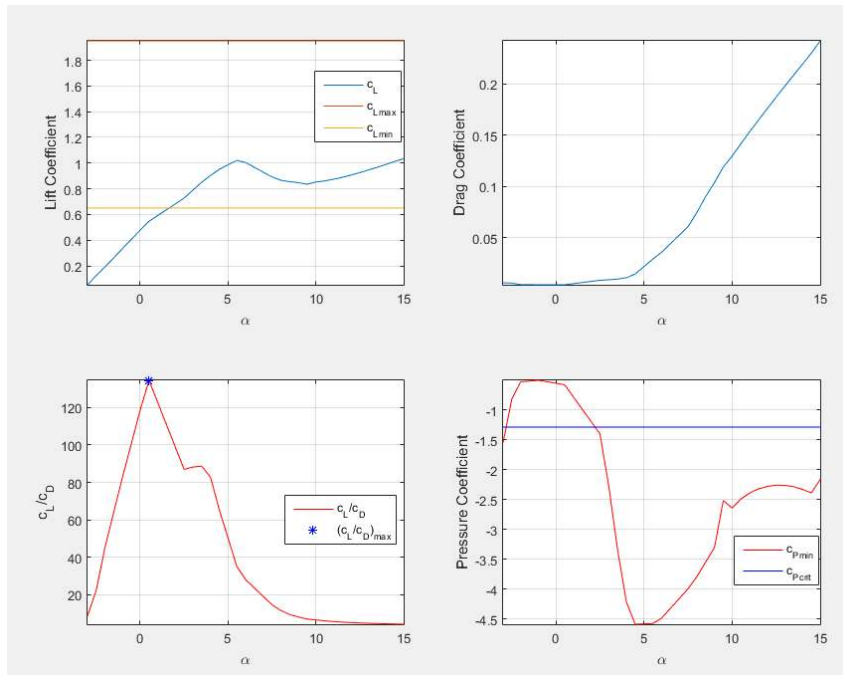 1.8
1.6
1.4
1.2
1
0.8
0.6
0.4
0.2
Lift Coefficient
c_L
c_Lmax
c_Lmin
0 5 10 15
α
0.2
0.15
0.1
0.05
Drag Coefficient
0 5 10 15
α
120
100
80
60
40
20
c_L/c_D
c_L/c_D
(c_L/c_D)_max
0 5 10 15
α
-1
-1.5
-2
-2.5
-3
-3.5
-4
-4.5
Pressure Coefficient
c_Pmin
c_Pcrit
0 5 10 15
α